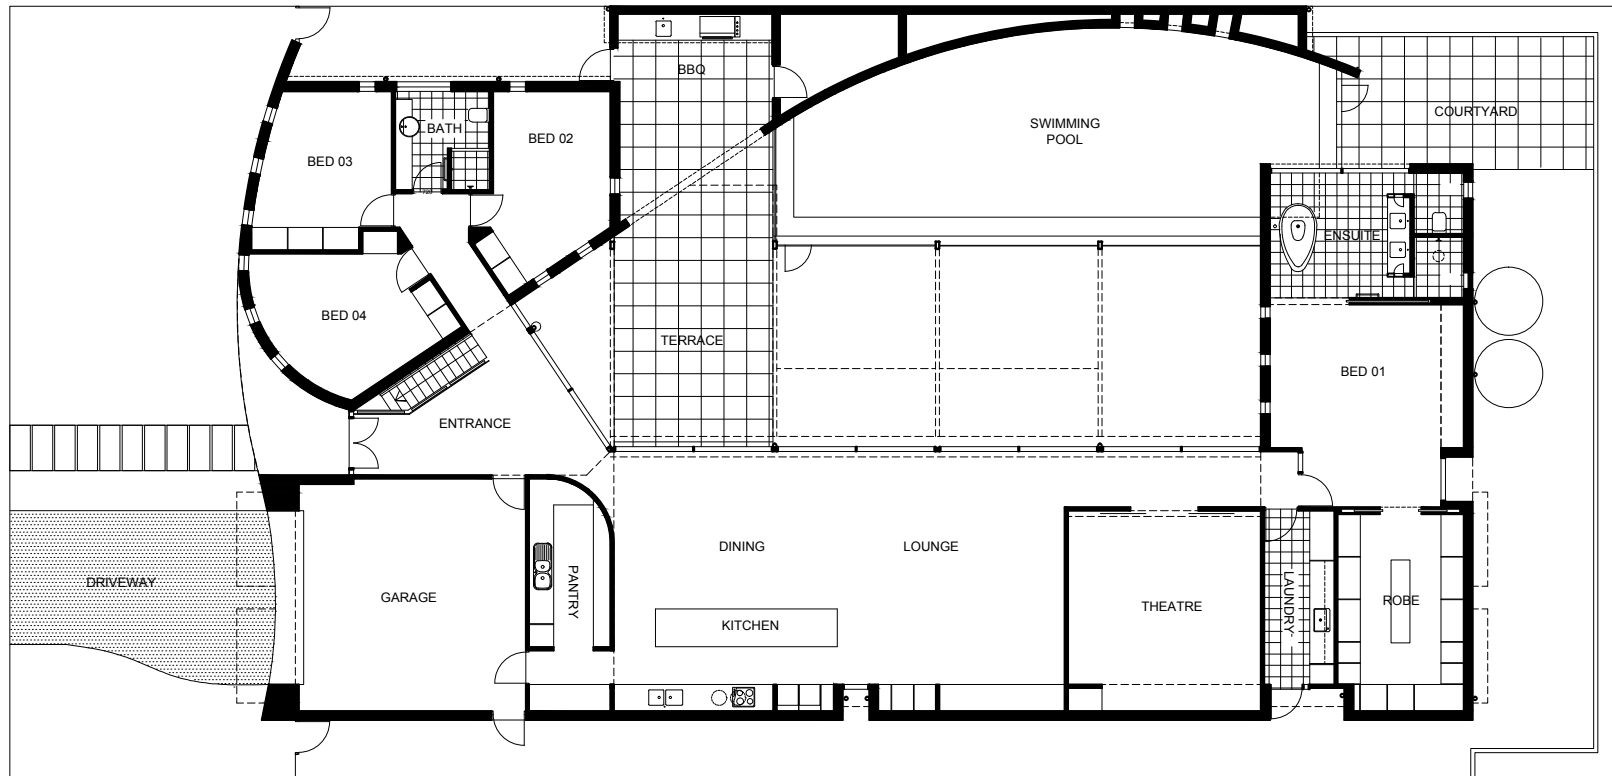 BBQ
COURTYARD
SWIMMING
POOL
BATH
BED 02
BED 03
ENSUITE
BED 04
TERRACE
BED 01
ENTRANCE
DINING
LOUNGE
DRIVEWAY
GARAGE
PANTRY
LAUNDRY
THEATRE
ROBE
KITCHEN